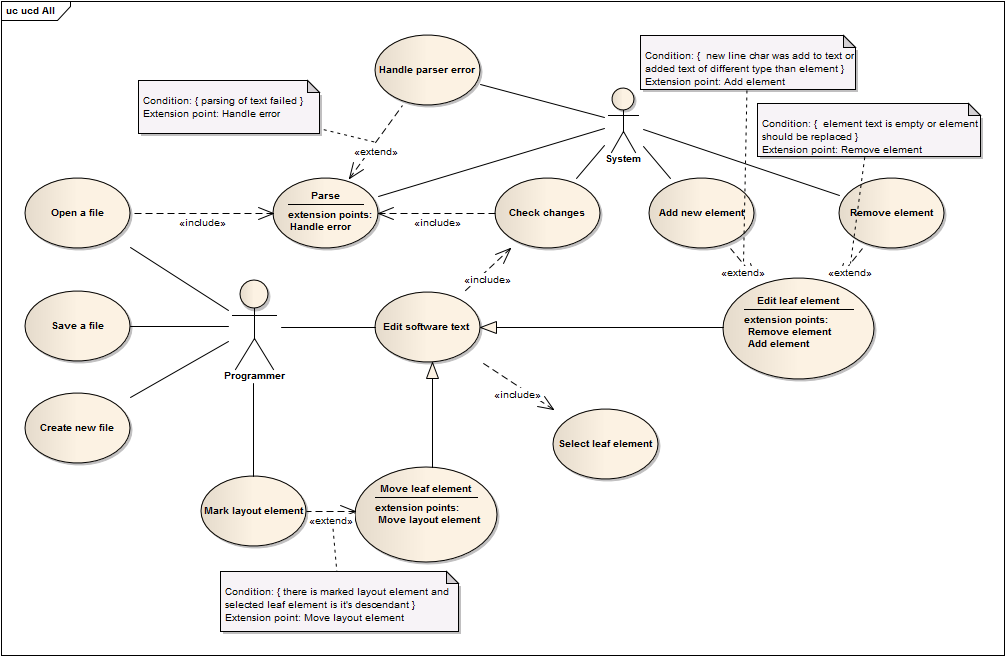 uc ucd All
Handle parser error
Condition: {  new line char was add to text or
added text of different type than element }
Extension point: Add element
Condition: { parsing of text failed }
Extension point: Handle error
Condition: {  element text is empty or element
should be replaced }
Extension point: Remove element
«extend»
System
Open a file
«include»
Parse
extension points:
Handle error
«include»
Check changes
Add new element
Remove element
«extend»
«extend»
«include»
Save a file
Programmer
Edit software text
Edit leaf element
extension points:
Remove element
Add element
«include»
Create new file
Select leaf element
Mark layout element
«extend»
Move leaf element
extension points:
Move layout element
Condition: { there is marked layout element and
selected leaf element is it's descendant }
Extension point: Move layout element